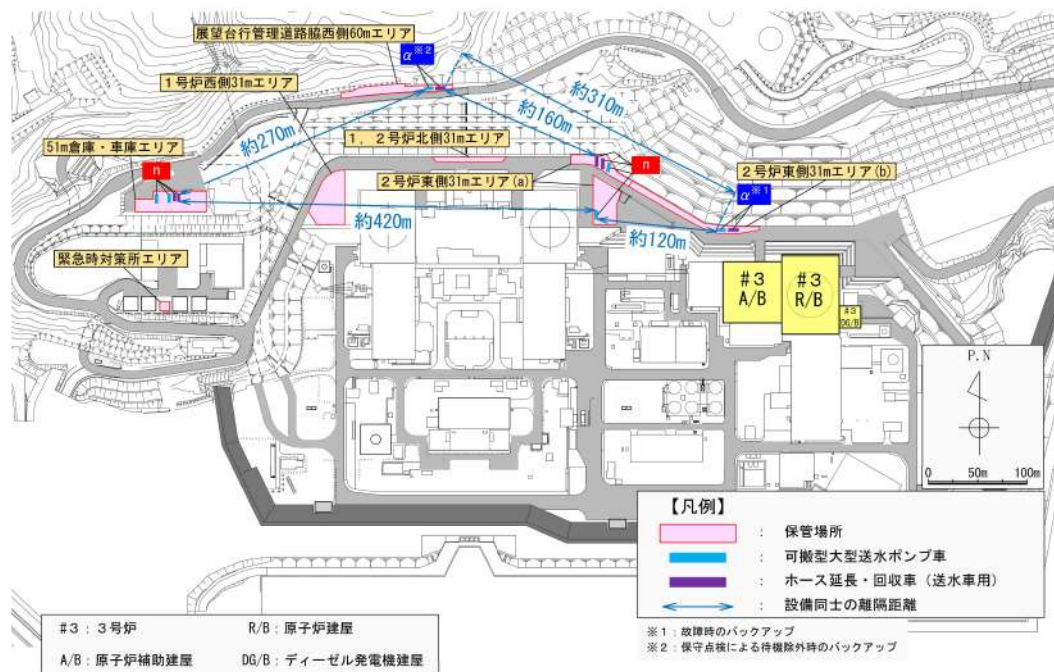 展望台行管理道路脇西側60mエリア
α※2
1号炉西側31mエリア
約310m
約160m
約270m
1，2号炉北側31mエリア
51m倉庫・車庫エリア
n
n
2号炉東側31mエリア(a)
2号炉東側31mエリア(b)
α※1
約420m
約120m
緊急時対策所エリア
#3
A/B
#3
R/B
#3
DG/B
P.N
0 50m 100m
【凡例】
： 保管場所
： 可搬型大型送水ポンプ車
： ホース延長・回収車（送水車用）
： 設備同士の離隔距離
※1：故障時のバックアップ
※2：保守点検による待機除外時のバックアップ
#3：3号炉 R/B：原子炉建屋
A/B：原子炉補助建屋 DG/B：ディーゼル発電機建屋